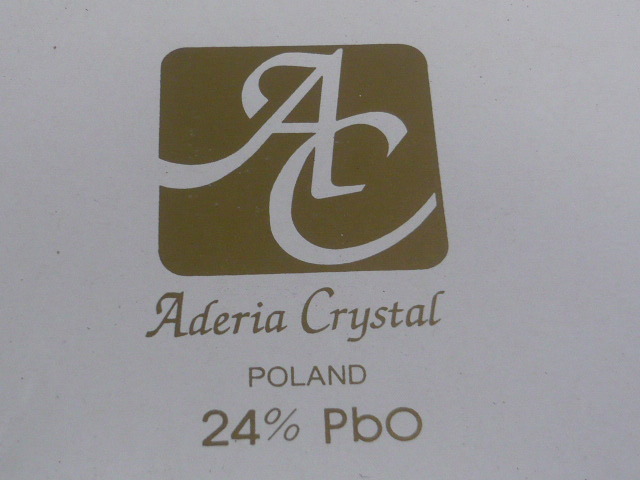 AC
Aderia Crystal
POLAND
24% PbO